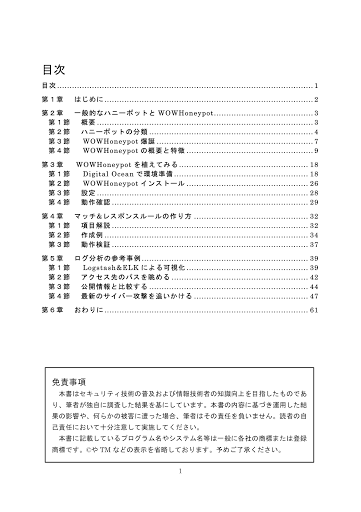 目次
目次 ........ 1
第1章 はじめに ........ 2
第2章 一般的なハニーポットと WOWHoneypot ........ 3
第1節 概要 ........ 3
第2節 ハニーポットの分類 ........ 4
第3節 WOWHoneypot 爆誕 ........ 7
第4節 WOWHoneypot の概要と特徴 ........ 9
第3章 WOWHoneypot を植えてみる ........ 18
第1節 Digital Ocean で環境準備 ........ 18
第2節 WOWHoneypot インストール ........ 26
第3節 設定 ........ 28
第4節 動作確認 ........ 29
第4章 マッチ&レスポンスルールの作り方 ........ 32
第1節 項目解説 ........ 32
第2節 作成例 ........ 34
第3節 動作検証 ........ 37
第5章 ログ分析の参考事例 ........ 39
第1節 Logstash&ELK による可視化 ........ 39
第2節 アクセス先のパスを眺める ........ 42
第3節 公開情報と比較する ........ 44
第4節 最新のサイバー攻撃を追いかける ........ 47
第6章 おわりに ........ 61
免責事項
本書はセキュリティ技術の普及および情報技術者の知識向上を目指したものであ
り、筆者が独自に調査した結果を基にしています。本書の内容に基づき運用した結
果の影響や、何らかの被害に遭った場合、筆者はその責任を負いません。読者の自
己責任において十分注意して実施してください。
本書に記載しているプログラム名やシステム名等は一般に各社の商標または登録
商標です。©や TM などの表示を省略しております。予めご了承ください。
1